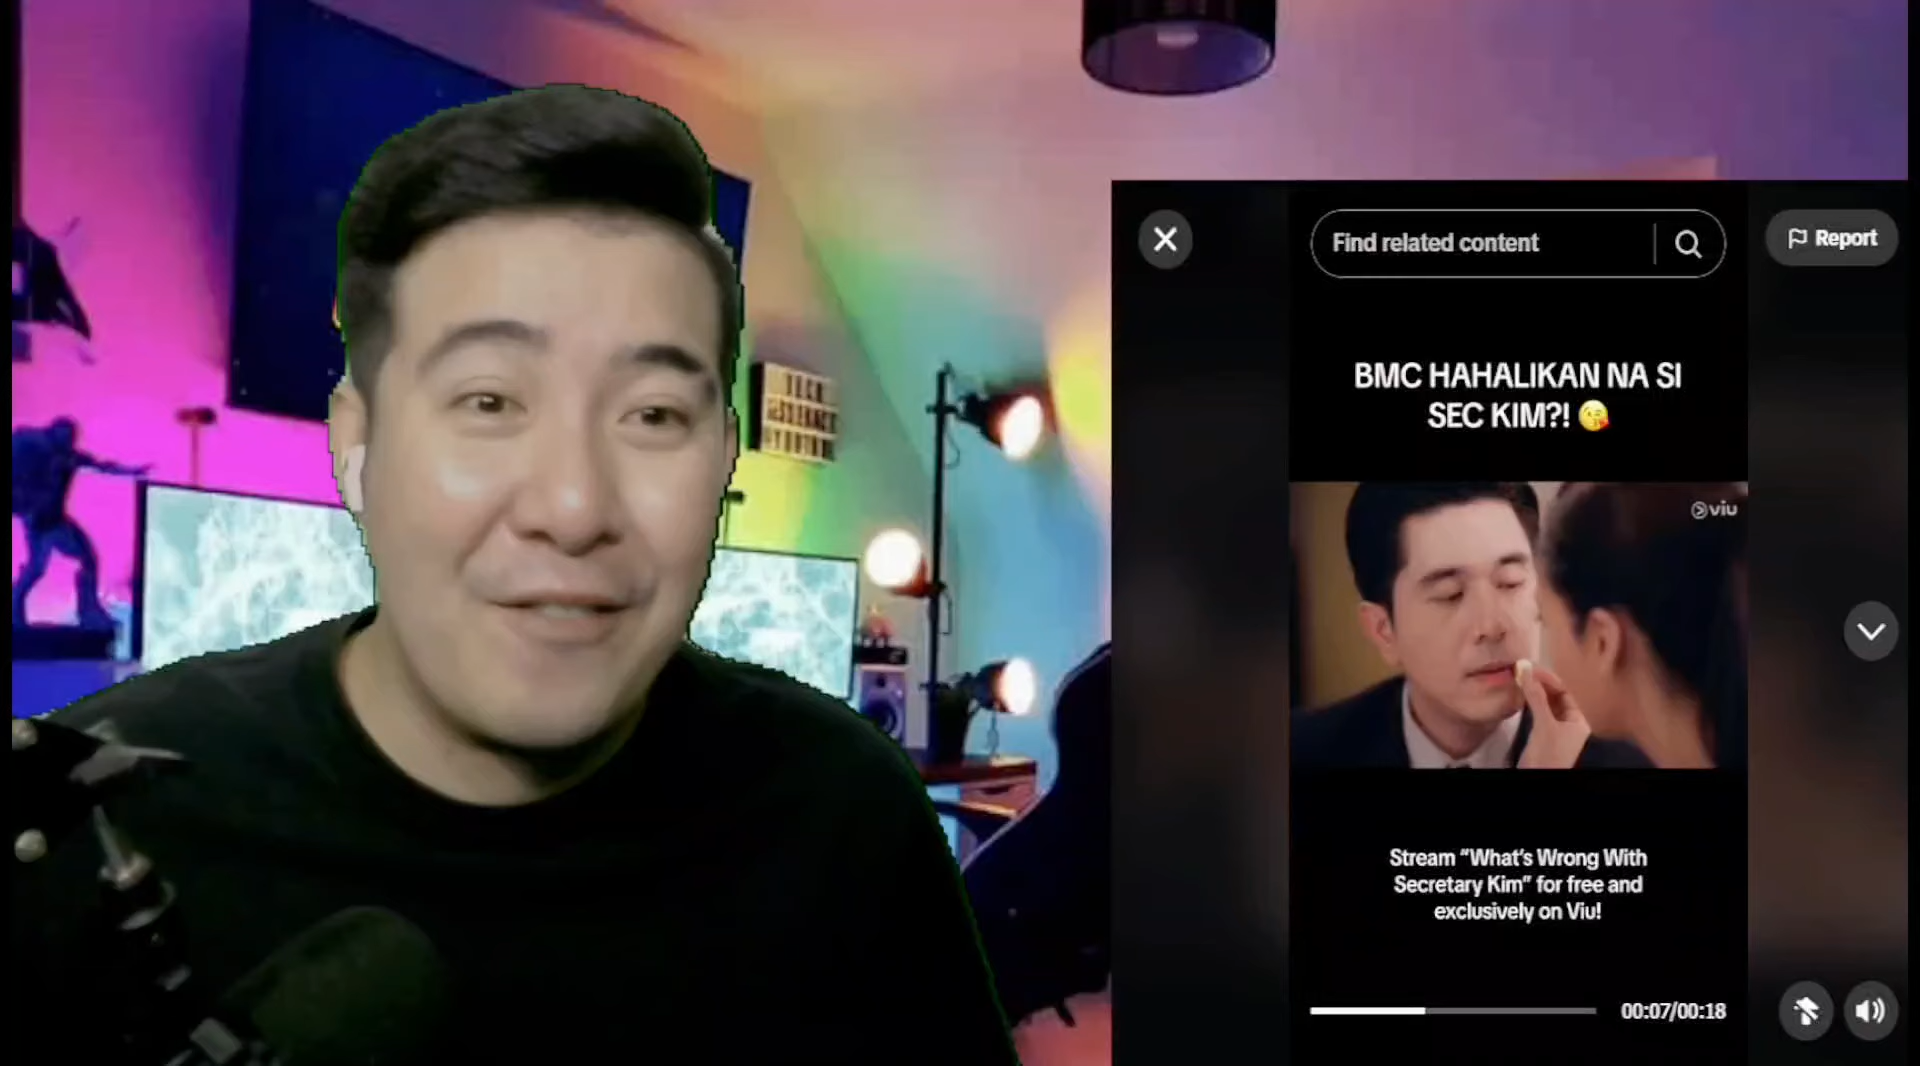 Find related content
Report
BMC HAHALIKAN NA SI
SEC KIM?! 😘
viu
Stream “What’s Wrong With
Secretary Kim” for free and
exclusively on Viu!
00:07/00:18